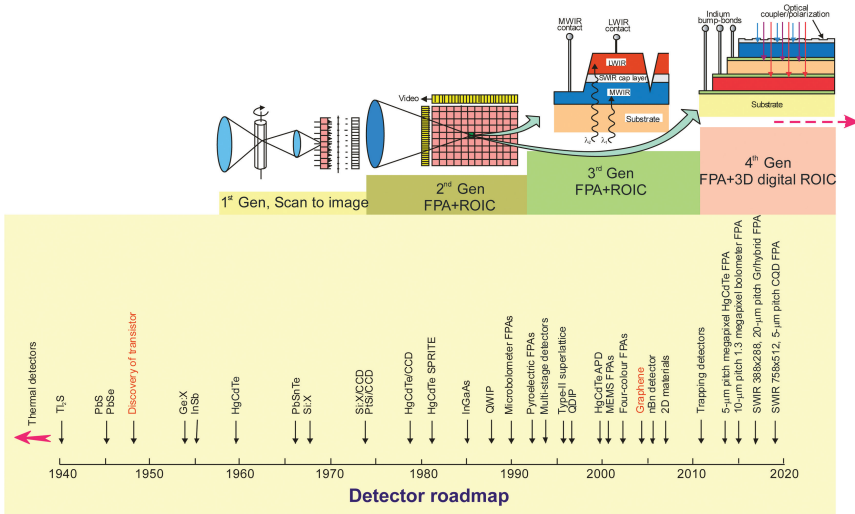 MWIR
contact
LWIR
contact
Indium
bump-bonds
Optical
coupler/polarization
LWIR
SWIR cap layer
MWIR
Substrate
λ₂
λ₁
Substrate
Video
1st Gen, Scan to image
2nd Gen
FPA+ROIC
3rd Gen
FPA+ROIC
4th Gen
FPA+3D digital ROIC
Thermal detectors
Tl₂S
PbS
PbSe
Discovery of transistor
Ge:X
InSb
HgCdTe
PbSnTe
Si:X
Si:X/CCD
PtSi/CCD
HgCdTe/CCD
HgCdTe SPRITE
InGaAs
QWIP
Microbolometer FPAs
Pyroelectric FPAs
Multi-stage detectors
Type-II superlattice
QDIP
HgCdTe APD
MEMS FPAs
Four-colour FPAs
Graphene
nBn detector
2D materials
Trapping detectors
5-μm pitch megapixel HgCdTe FPA
10-μm pitch 1.3 megapixel bolometer FPA
SWIR 388x288, 20-μm pitch Gr/hybrid FPA
SWIR 758x512, 5-μm pitch CQD FPA
1940 1950 1960 1970 1980 1990 2000 2010 2020
Detector roadmap